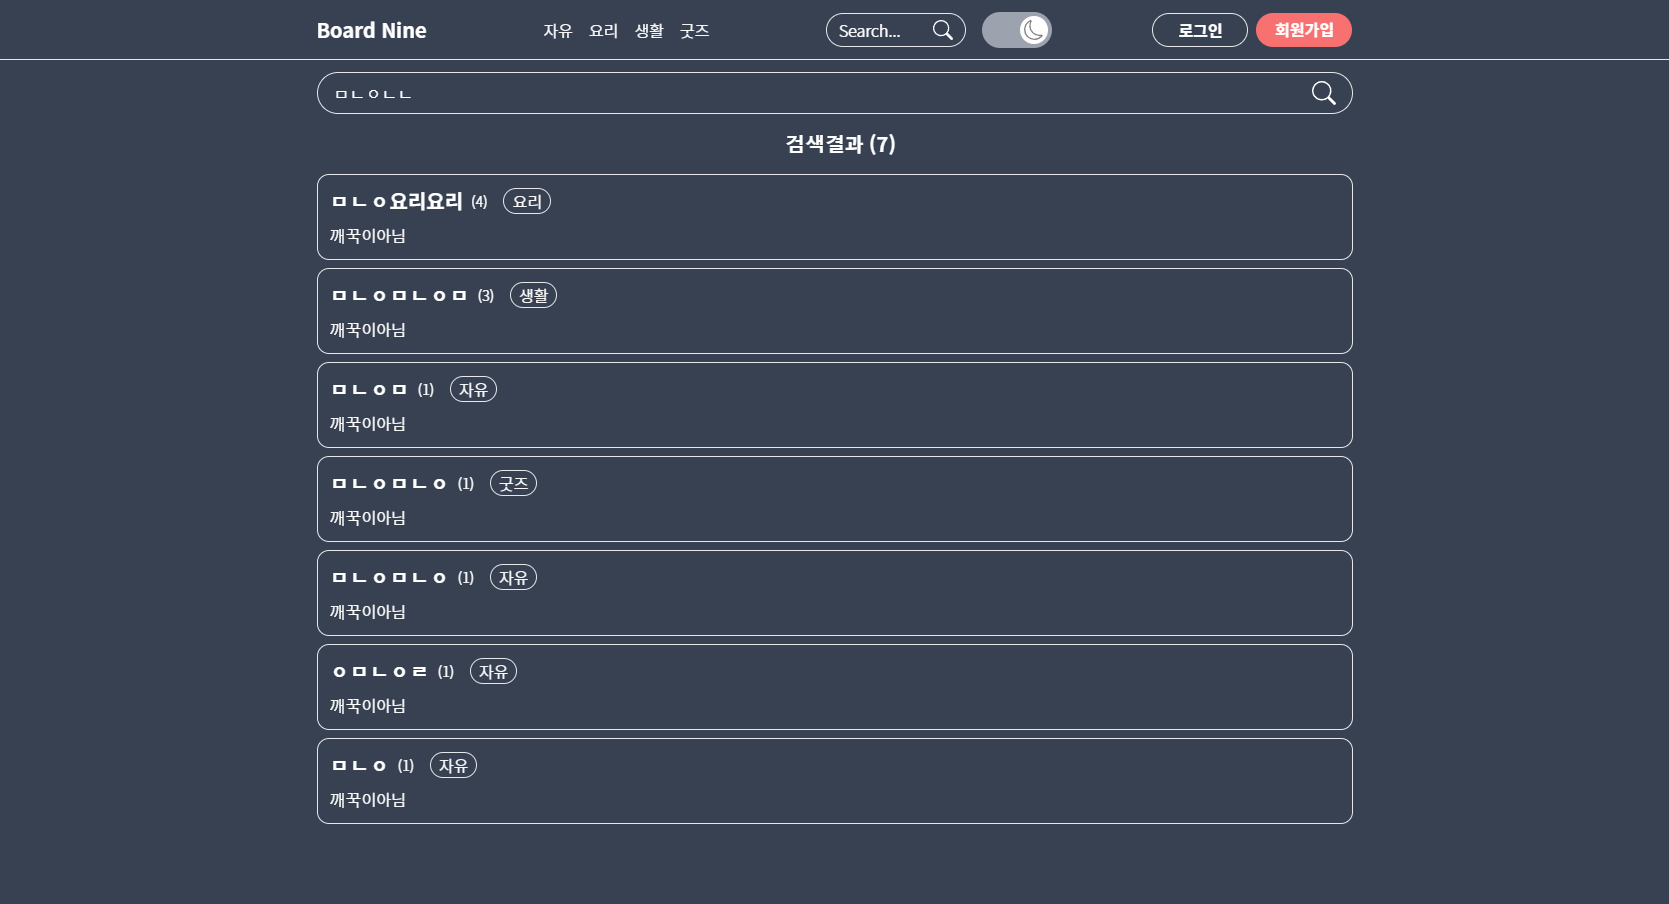 Board Nine 자유 요리 생활 굿즈 Search... 로그인 회원가입
ㅁㄴㅇㄴㄴ
검색결과 (7)
ㅁㄴㅇ요리요리 (4) 요리
깨꾹이아님
ㅁㄴㅇㅁㄴㅇㅁ (3) 생활
깨꾹이아님
ㅁㄴㅇㅁ (1) 자유
깨꾹이아님
ㅁㄴㅇㅁㄴㅇ (1) 굿즈
깨꾹이아님
ㅁㄴㅇㅁㄴㅇ (1) 자유
깨꾹이아님
ㅇㅁㄴㅇㄹ (1) 자유
깨꾹이아님
ㅁㄴㅇ (1) 자유
깨꾹이아님